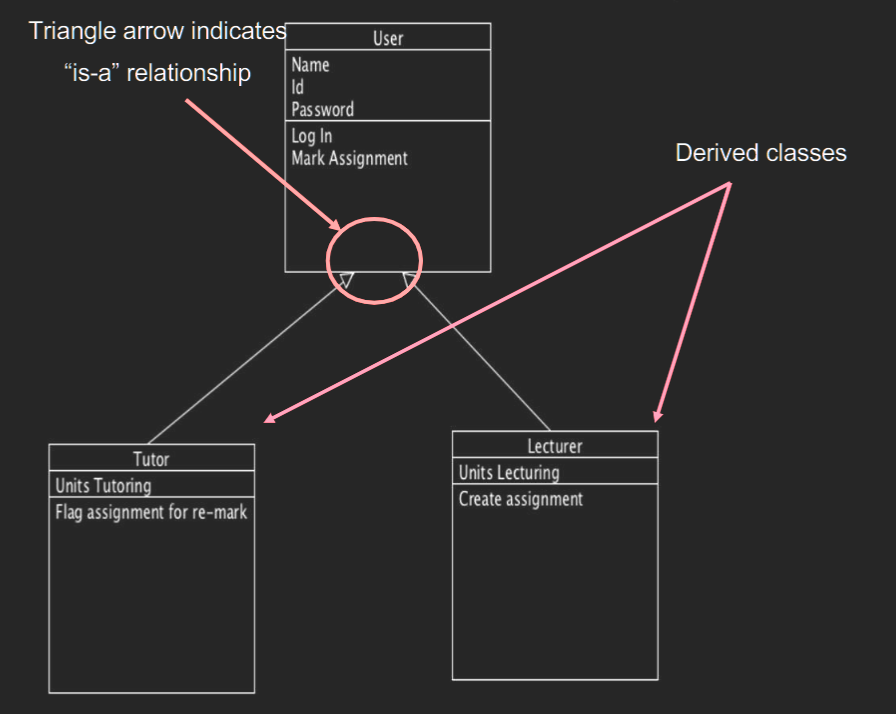 Triangle arrow indicates
“is-a” relationship
User
Name
Id
Password
Log In
Mark Assignment
Derived classes
Tutor
Units Tutoring
Flag assignment for re-mark
Lecturer
Units Lecturing
Create assignment